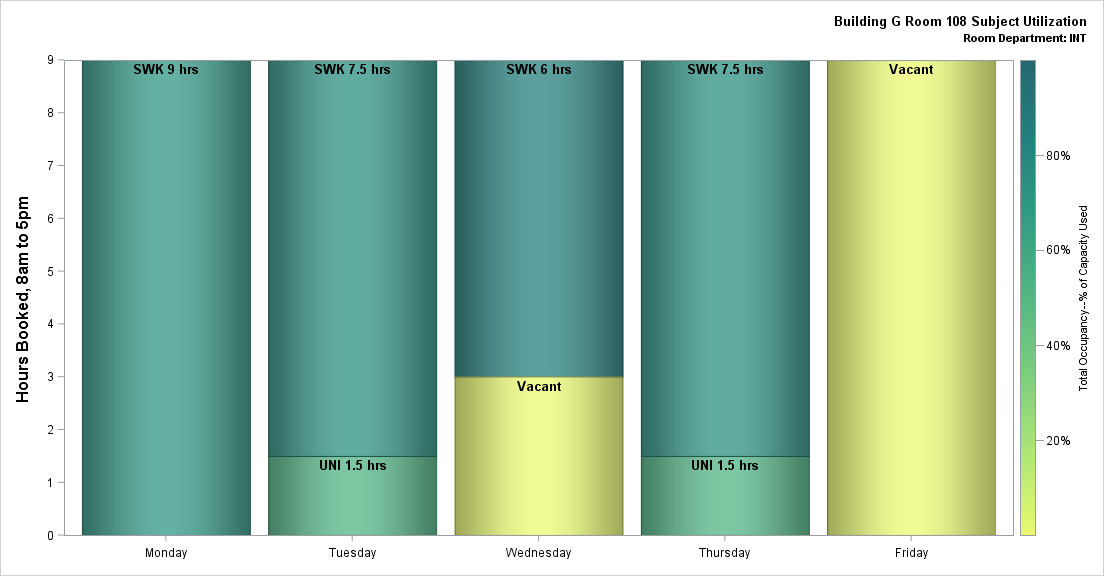 Building G Room 108 Subject Utilization
Room Department: INT
Hours Booked, 8am to 5pm
9
8
7
6
5
4
3
2
1
0
SWK 9 hrs
SWK 7.5 hrs
SWK 6 hrs
SWK 7.5 hrs
Vacant
Vacant
UNI 1.5 hrs
UNI 1.5 hrs
Monday
Tuesday
Wednesday
Thursday
Friday
80%
60%
40%
20%
Total Occupancy--% of Capacity Used